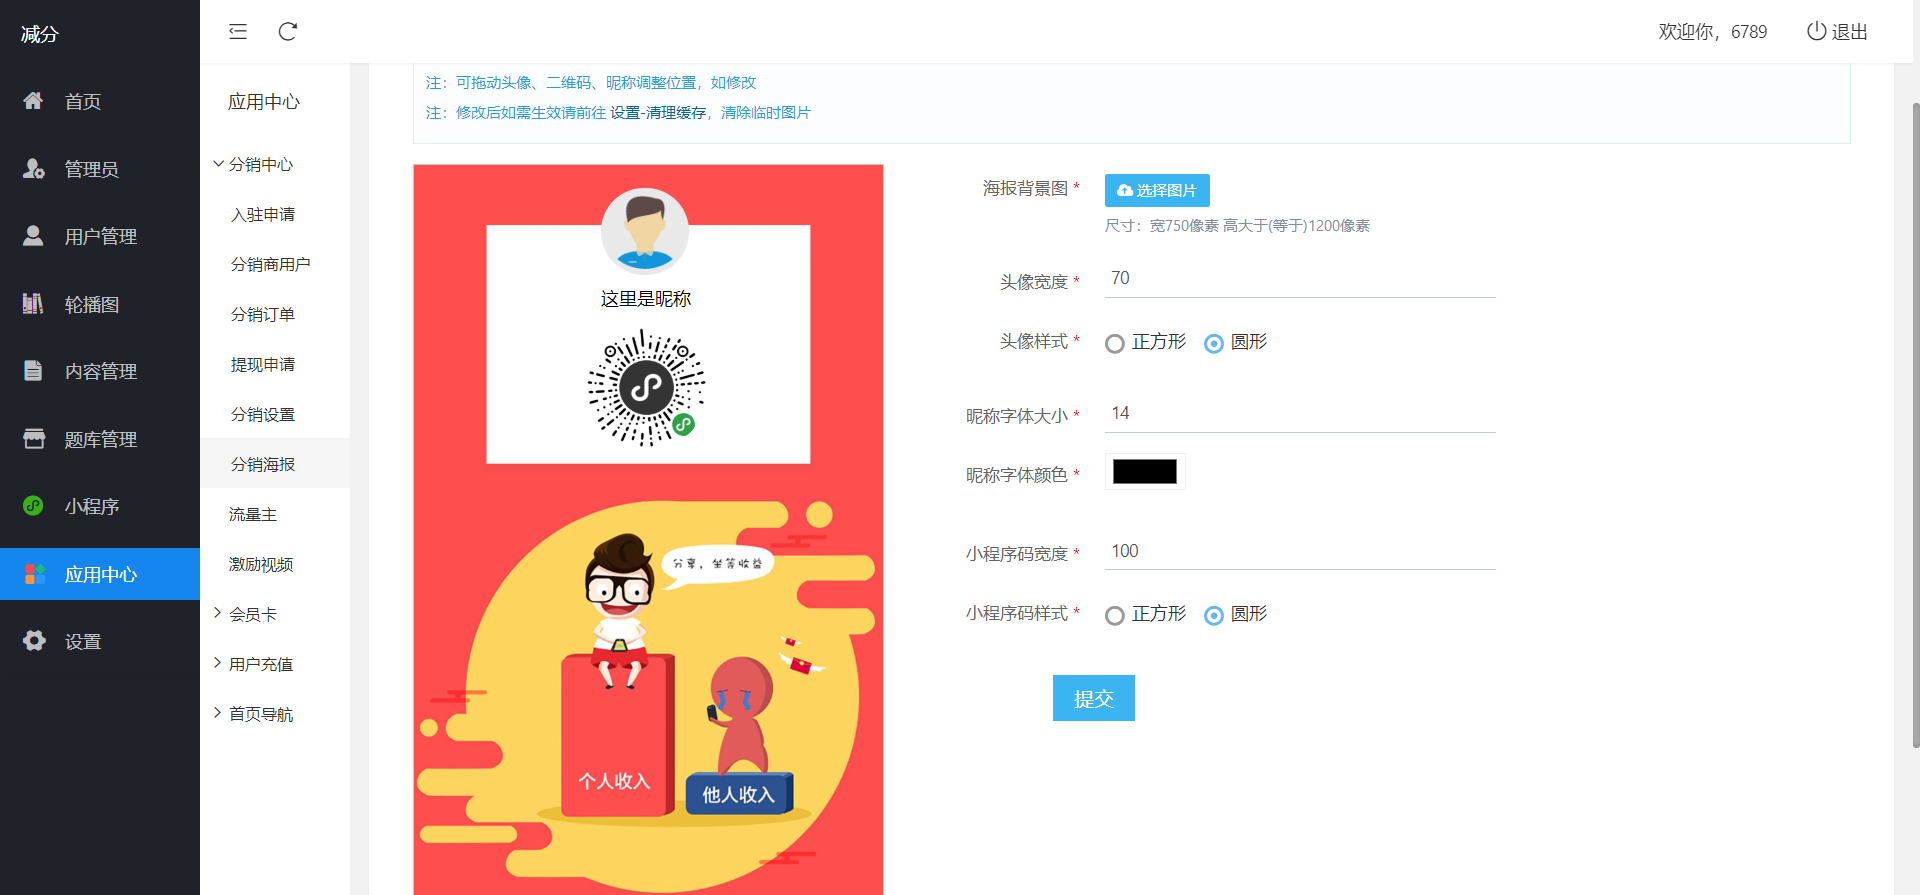 减分
欢迎你，6789
退出
首页
管理员
用户管理
轮播图
内容管理
题库管理
小程序
应用中心
设置
应用中心
分销中心
入驻申请
分销商用户
分销订单
提现申请
分销设置
分销海报
流量主
激励视频
会员卡
用户充值
首页导航
注：可拖动头像、二维码、昵称调整位置，如修改
注：修改后如需生效请前往 设置-清理缓存，清除临时图片
这里是昵称
分享，坐等收益
个人收入
他人收入
海报背景图 *
选择图片
尺寸：宽750像素 高大于(等于)1200像素
头像宽度 *
70
头像样式 *
正方形
圆形
昵称字体大小 *
14
昵称字体颜色 *
小程序码宽度 *
100
小程序码样式 *
正方形
圆形
提交